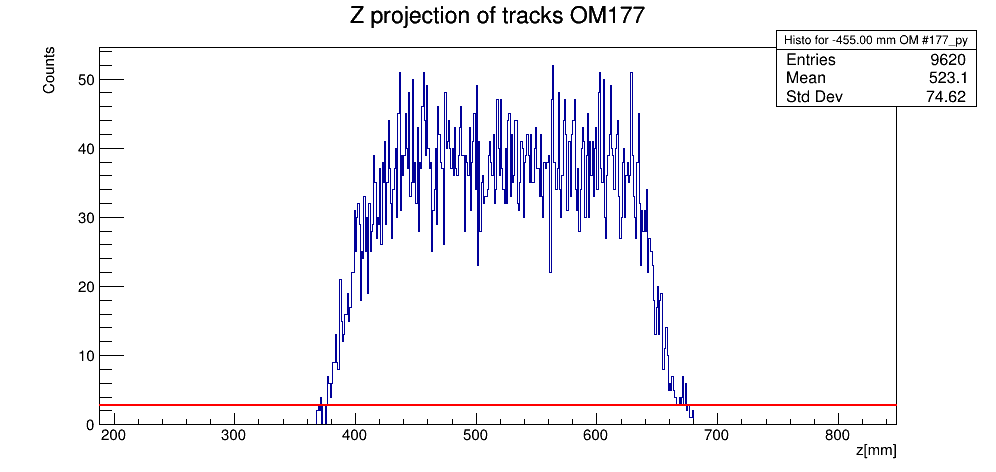 Z projection of tracks OM177
Histo for -455.00 mm OM #177_py
Entries 9620
Mean 523.1
Std Dev 74.62
Counts
50
40
30
20
10
0
200 300 400 500 600 700 800
z[mm]